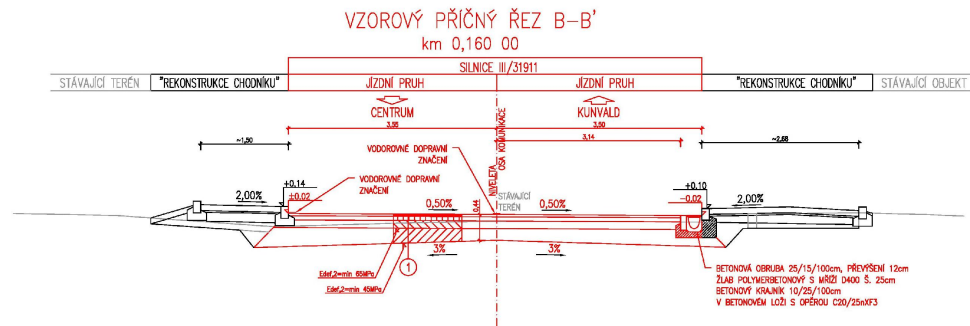 VZOROVÝ PŘÍČNÝ ŘEZ B-B'
km 0,160 00
SILNICE III/31911
STÁVAJÍCÍ TERÉN
"REKONSTRUKCE CHODNÍKU"
JÍZDNÍ PRUH
JÍZDNÍ PRUH
"REKONSTRUKCE CHODNÍKU"
STÁVAJÍCÍ OBJEKT
CENTRUM
KUNVALD
3,55
3,50
~1,50
3,14
~2,68
VODOROVNÉ DOPRAVNÍ
ZNAČENÍ
NIVELETA
OSA KOMUNIKACE
VODOROVNÉ DOPRAVNÍ
ZNAČENÍ
STÁVAJÍCÍ
TERÉN
2,00%
+0.14
+0.02
0,50%
0,44
0,50%
+0.10
-0.02
2,00%
3%
3%
Edef,2=min 65MPa
1
Edef,2=min 45MPa
BETONOVÁ OBRUBA 25/15/100cm, PŘEVÝŠENÍ 12cm
ŽLAB POLYMERBETONOVÝ S MŘÍŽÍ D400 Š. 25cm
BETONOVÝ KRAJNÍK 10/25/100cm
V BETONOVÉM LOŽI S OPĚROU C20/25nXF3